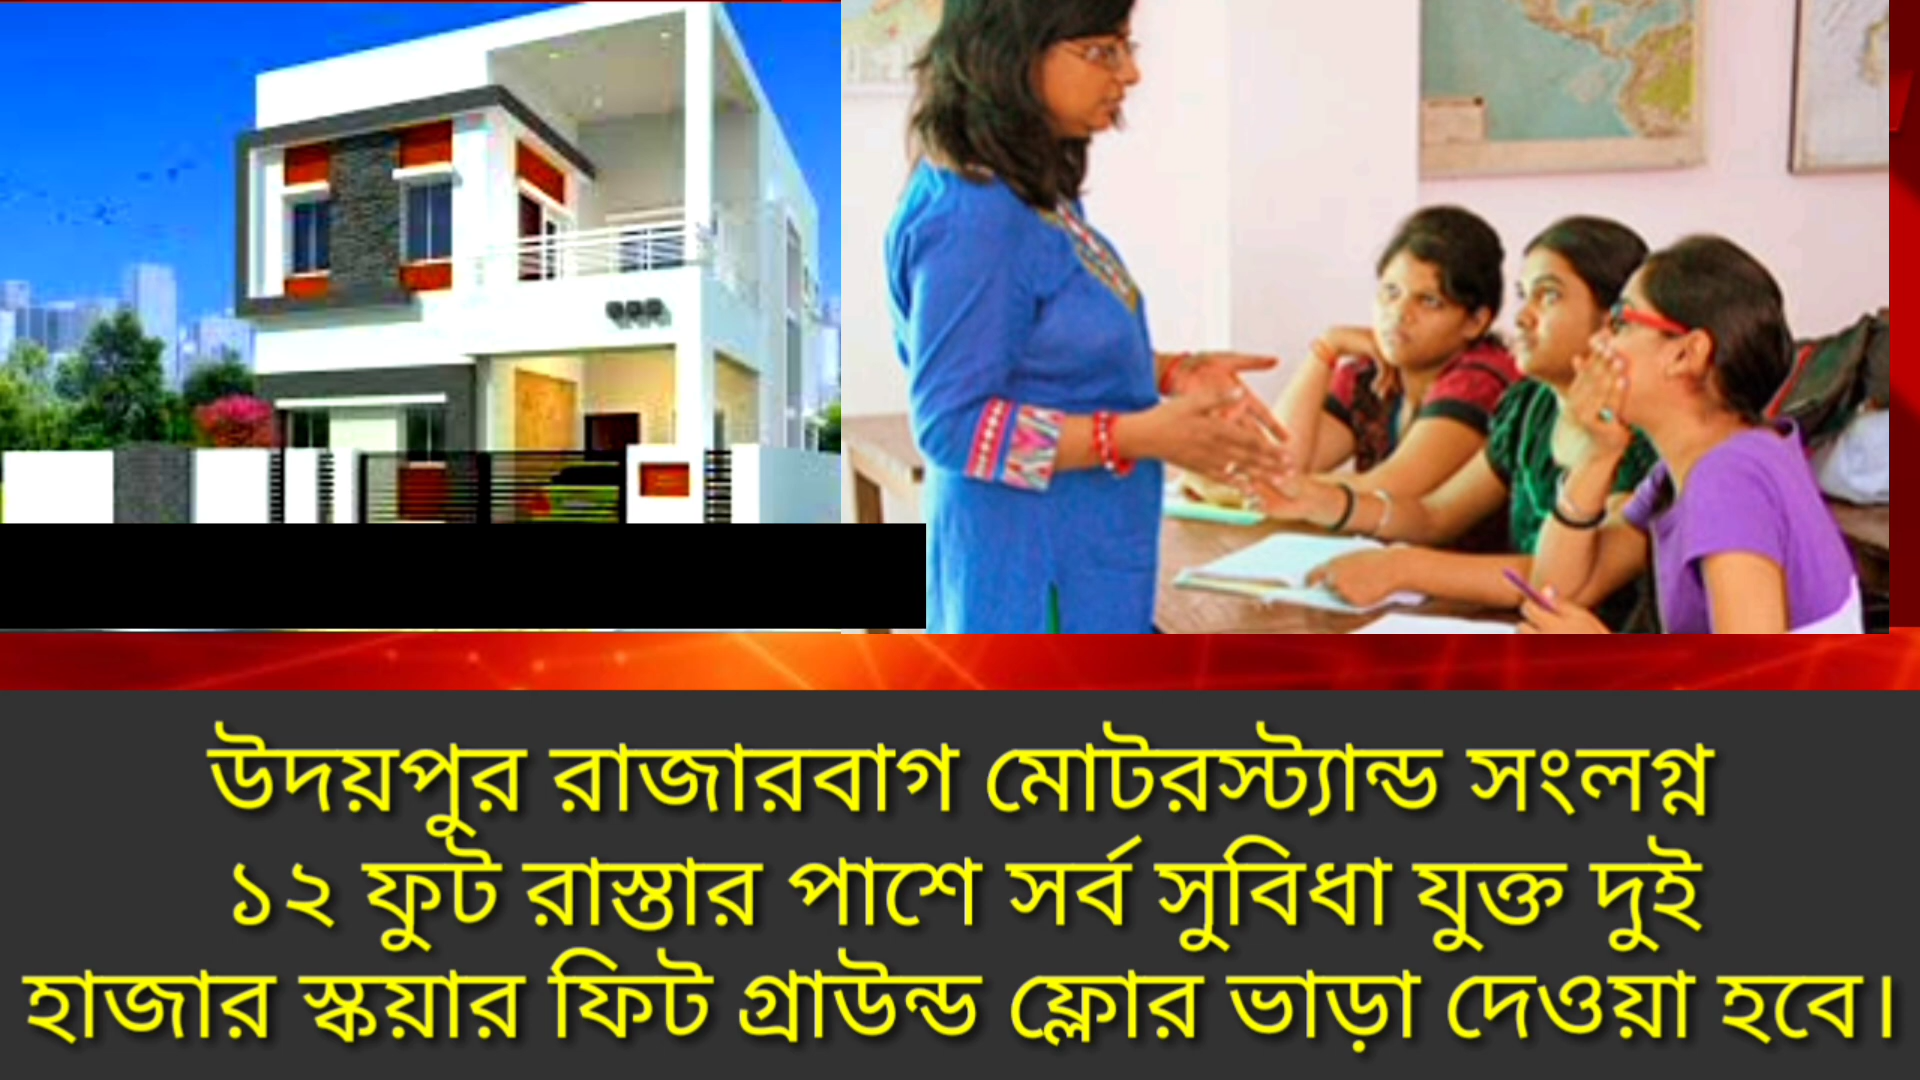 উদয়পুর রাজারবাগ মোটরস্ট্যান্ড সংলগ্ন
১২ ফুট রাস্তার পাশে সর্ব সুবিধা যুক্ত দুই
হাজার স্কয়ার ফিট গ্রাউন্ড ফ্লোর ভাড়া দেওয়া হবে।